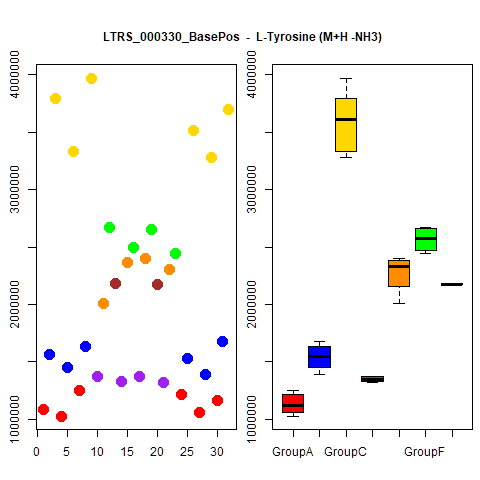 LTRS_000330_BasePos - L-Tyrosine (M+H -NH3)
4000000
3000000
2000000
1000000
0 5 10 15 20 25 30
4000000
3000000
2000000
1000000
GroupA GroupC GroupF